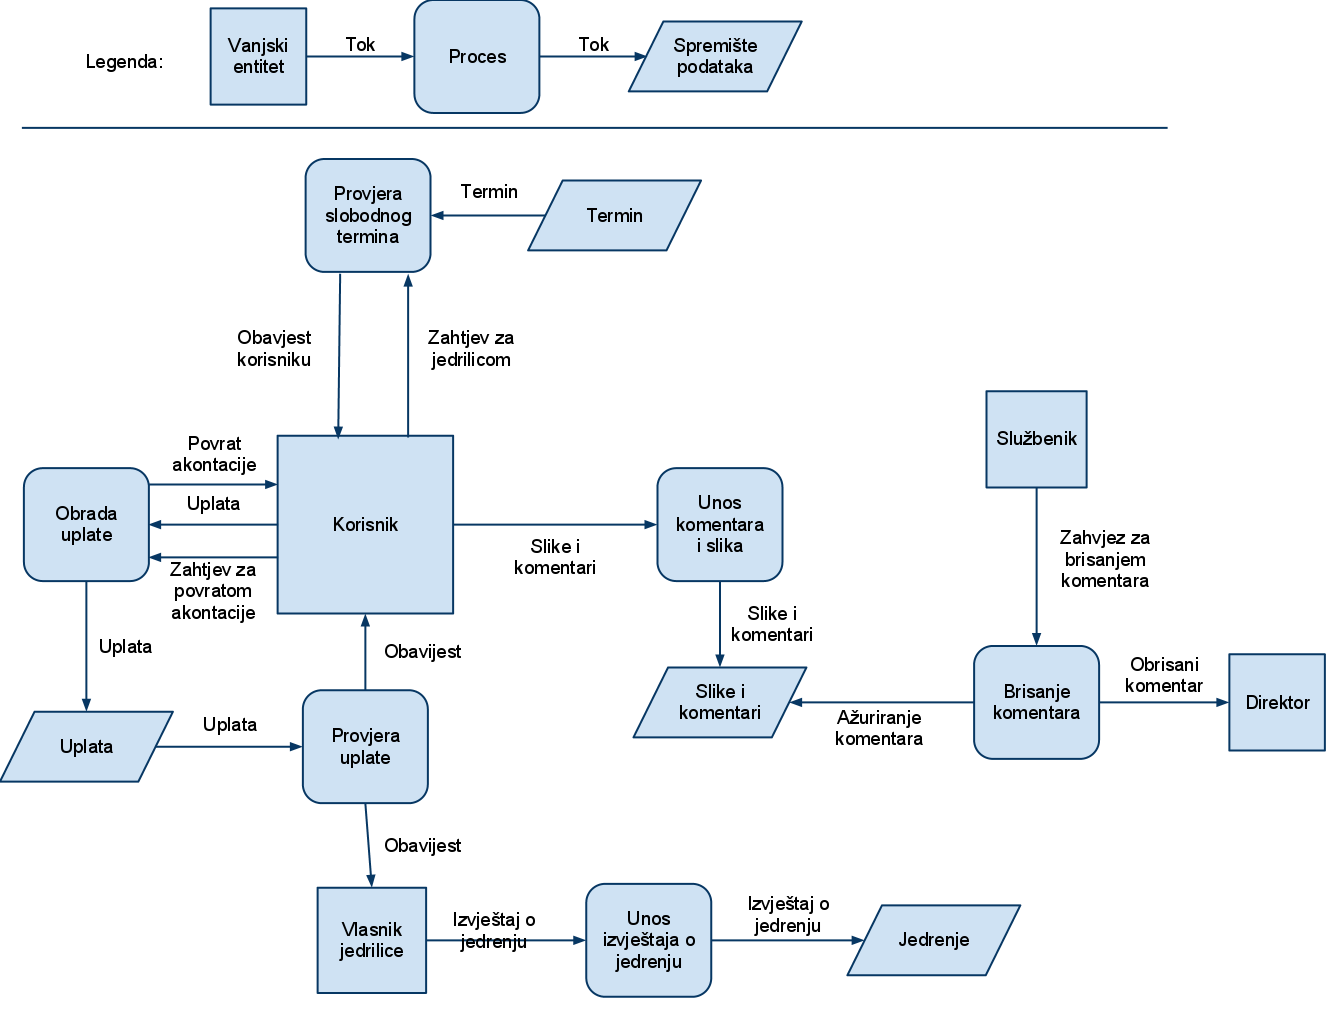 Legenda:
Vanjski
entitet
Tok
Proces
Tok
Spremište
podataka
Provjera
slobodnog
termina
Termin
Termin
Obavjest
korisniku
Zahtjev za
jedrilicom
Službenik
Povrat
akontacije
Uplata
Obrada
uplate
Zahtjev za
povratom
akontacije
Korisnik
Slike i
komentari
Unos
komentara
i slika
Zahvjez za
brisanjem
komentara
Uplata
Obavijest
Slike i
komentari
Slike i
komentari
Ažuriranje
komentara
Brisanje
komentara
Obrisani
komentar
Direktor
Uplata
Uplata
Provjera
uplate
Obavijest
Vlasnik
jedrilice
Izvještaj o
jedrenju
Unos
izvještaja o
jedrenju
Izvještaj o
jedrenju
Jedrenje